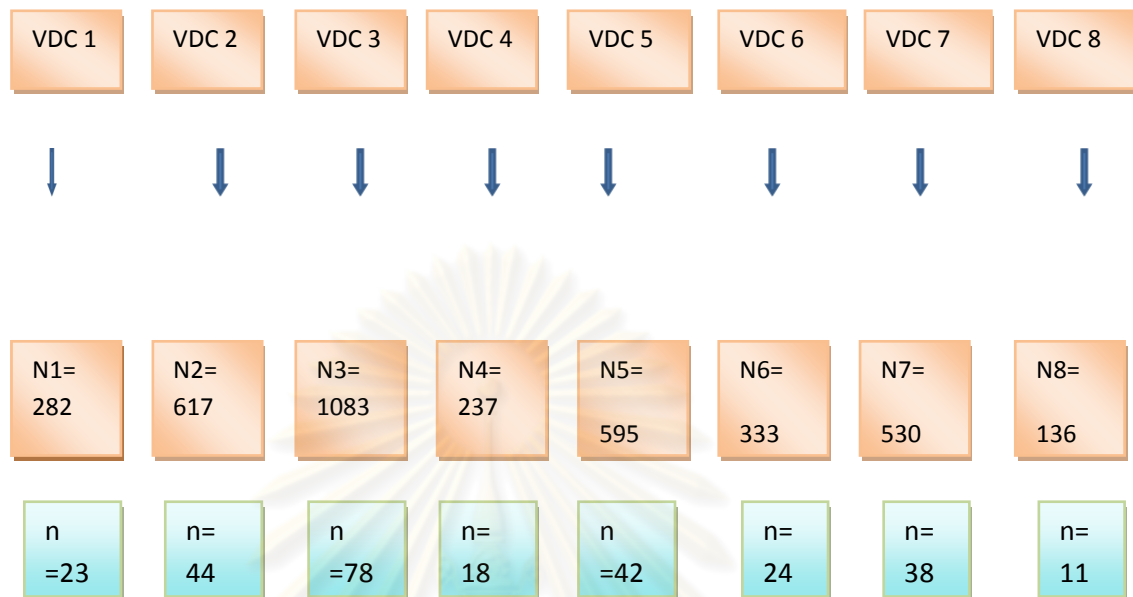 VDC 1
VDC 2
VDC 3
VDC 4
VDC 5
VDC 6
VDC 7
VDC 8
N1=
282
N2=
617
N3=
1083
N4=
237
N5=
595
N6=
333
N7=
530
N8=
136
n
=23
n=
44
n
=78
n=
18
n
=42
n=
24
n=
38
n=
11